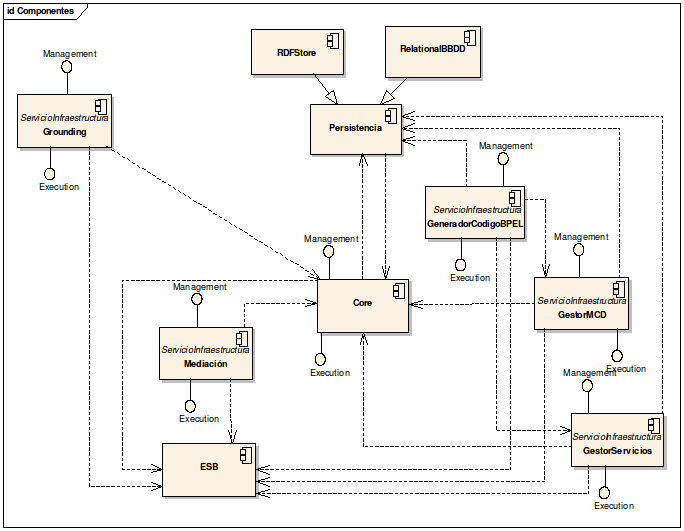 id Componentes
RDFStore
RelationalBBDD
Management
ServicioInfraestructura
Grounding
Execution
Persistencia
Management
ServicioInfraestructura
GeneradorCodigoBPEL
Execution
Management
Core
Execution
Management
ServicioInfraestructura
GestorMCD
Execution
Management
ServicioInfraestructura
Mediación
Execution
Management
ServicioInfraestructura
GestorServicios
Execution
ESB